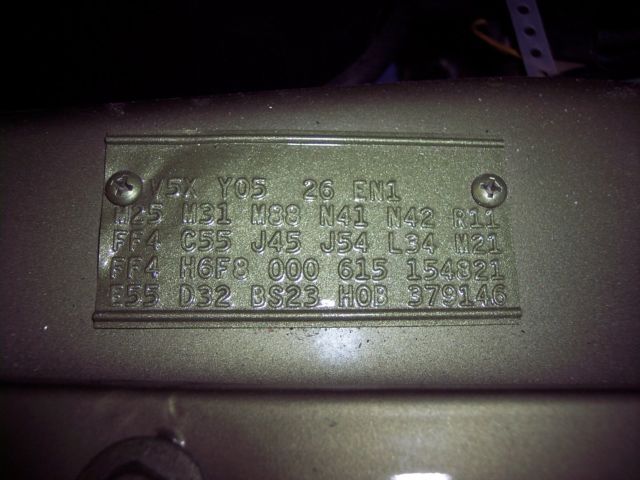 V5X Y05 26 EN1
M25 M31 M88 N41 N42 R11
FF4 C55 J45 J54 L34 M21
FF4 H6F8 000 615 154821
E55 D32 BS23 H0B 379146